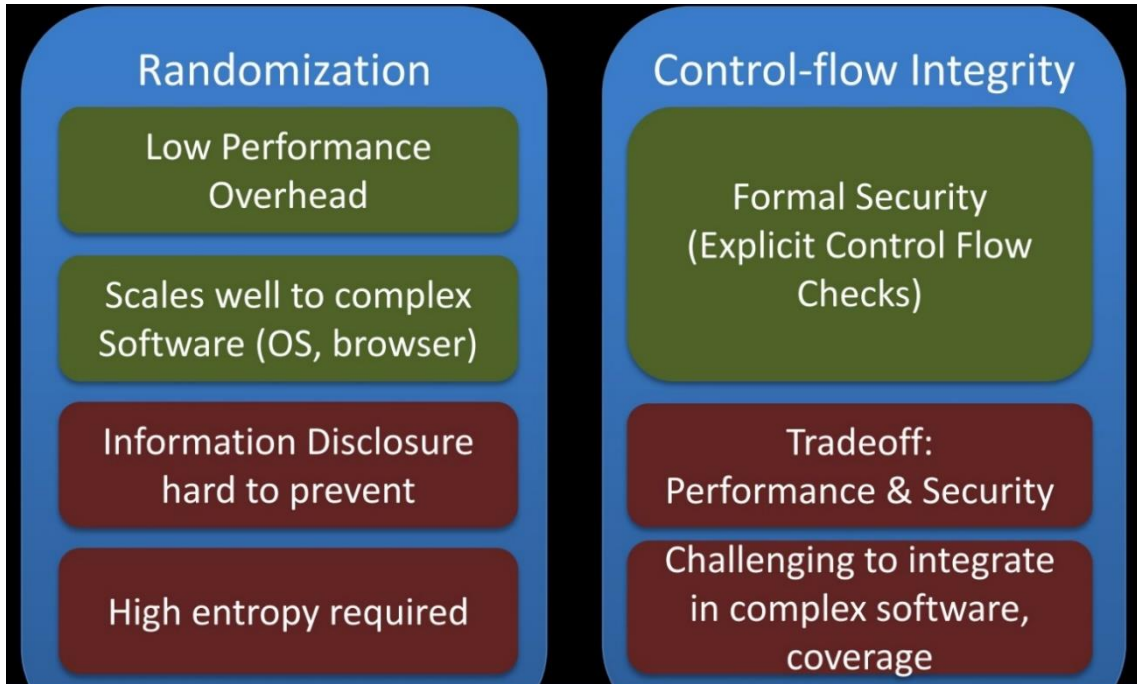 Randomization
Low Performance
Overhead
Scales well to complex
Software (OS, browser)
Information Disclosure
hard to prevent
High entropy required
Control-flow Integrity
Formal Security
(Explicit Control Flow
Checks)
Tradeoff:
Performance & Security
Challenging to integrate
in complex software,
coverage